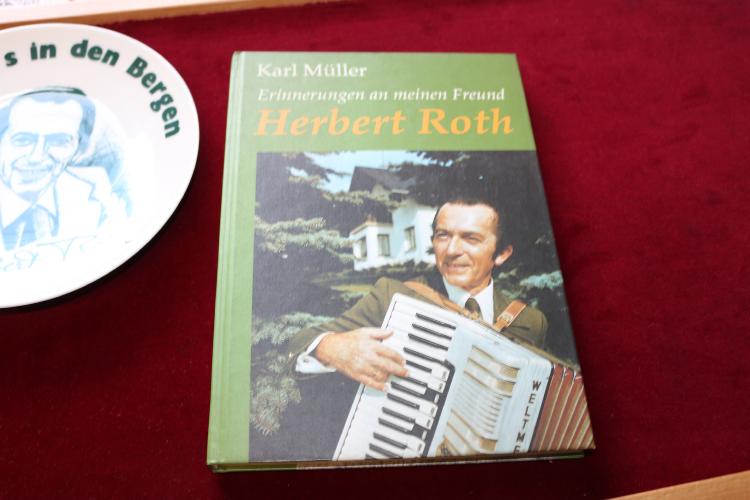 s in den Bergen
Karl Müller
Erinnerungen an meinen Freund
Herbert Roth
WELTME